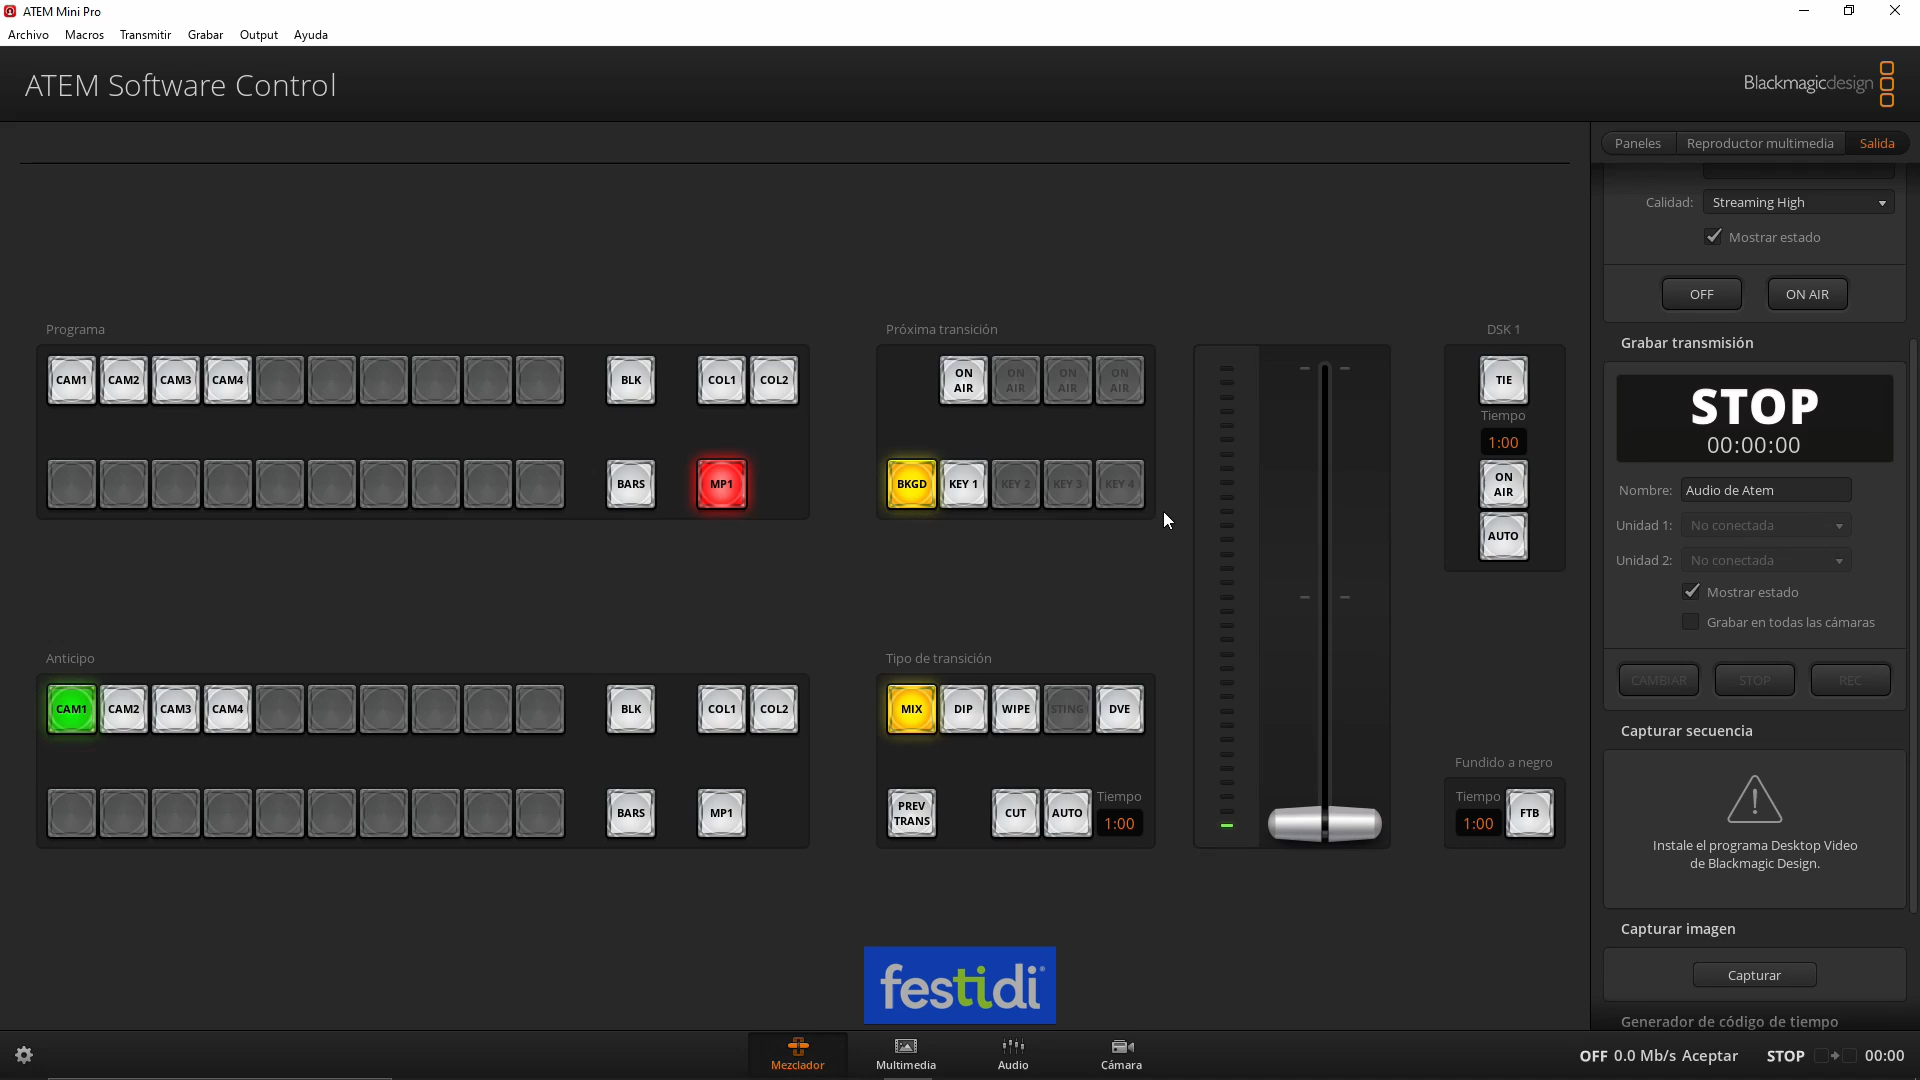 ATEM Mini Pro
Archivo Macros Transmitir Grabar Output Ayuda
ATEM Software Control
Blackmagicdesign
Paneles Reproductor multimedia Salida
Calidad: Streaming High
Mostrar estado
OFF ON AIR
Programa
Próxima transición
DSK 1
Grabar transmisión
CAM1 CAM2 CAM3 CAM4 BLK COL1 COL2
ON AIR ON AIR ON AIR ON AIR
TIE
STOP
00:00:00
Tiempo
1:00
BARS MP1
BKGD KEY 1 KEY 2 KEY 3 KEY 4
ON AIR
AUTO
Nombre: Audio de Atem
Unidad 1: No conectada
Unidad 2: No conectada
Mostrar estado
Grabar en todas las cámaras
CAMBIAR STOP REC
Anticipo
Tipo de transición
CAM1 CAM2 CAM3 CAM4 BLK COL1 COL2
MIX DIP WIPE STING DVE
Capturar secuencia
Fundido a negro
BARS MP1
PREV TRANS CUT AUTO
Tiempo
1:00
Tiempo
1:00
FTB
Instale el programa Desktop Video
de Blackmagic Design.
Capturar imagen
Capturar
festidi®
Generador de código de tiempo
Mezclador Multimedia Audio Cámara
OFF 0.0 Mb/s Aceptar STOP 00:00